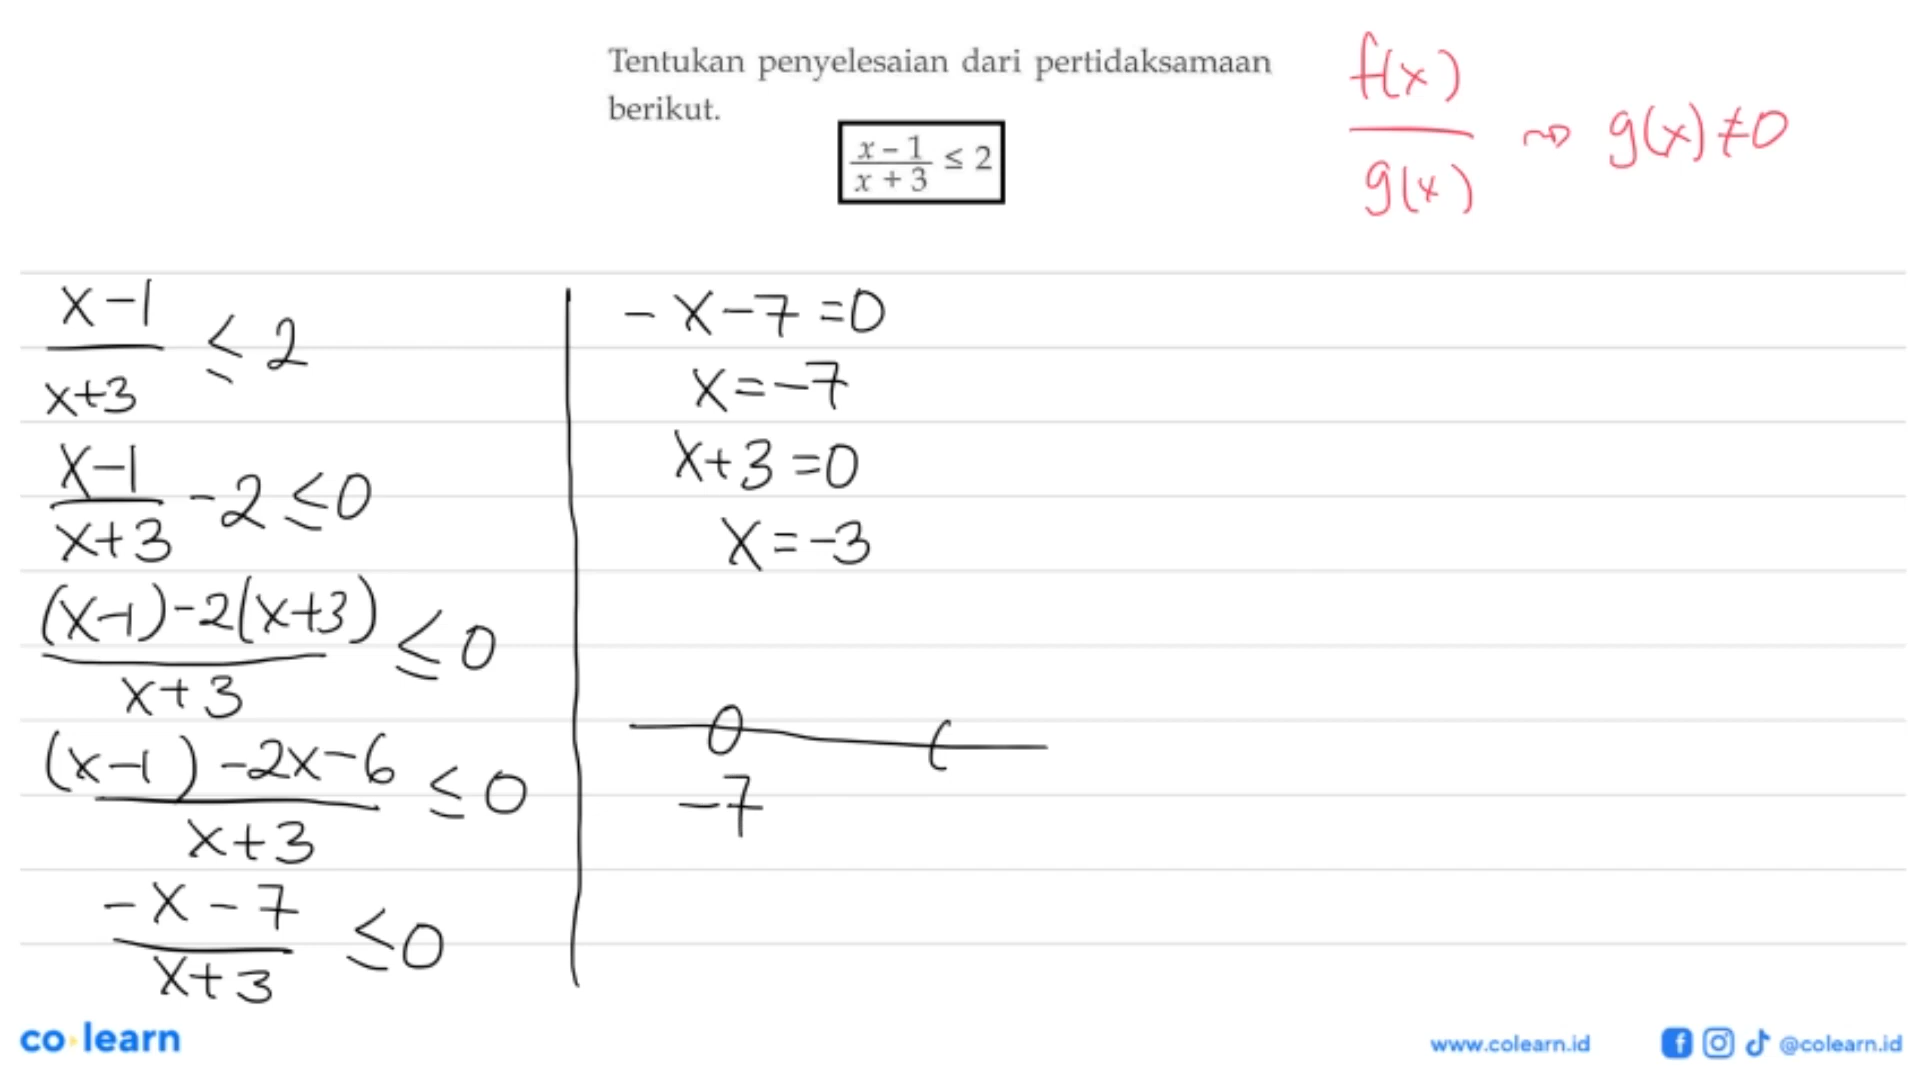 Tentukan penyelesaian dari pertidaksamaan
berikut.
x - 1
x + 3
≤ 2
f(x)
g(x)
⇝ g(x) ≠ 0
x-1
x+3
≤ 2
x-1
x+3
-2 ≤ 0
(x-1)-2(x+3)
x+3
≤ 0
(x-1) -2x-6
x+3
≤ 0
-x-7
x+3
≤ 0
-x-7=0
x=-7
x+3=0
x=-3
-7
co learn
www.colearn.id
@colearn.id